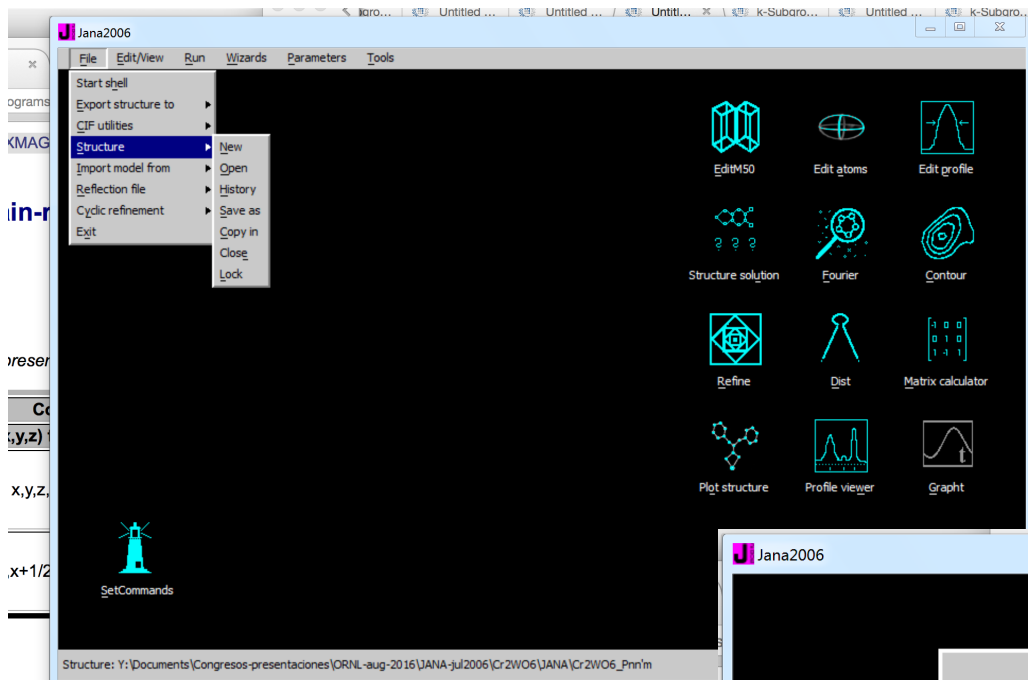 Untitled ... Untitled ... Untitl... k-Subgro... Untitled ... k-Subgro...
Jana2006
File Edit/View Run Wizards Parameters Tools
Start shell
Export structure to
CIF utilities
Structure
Import model from
Reflection file
Cyclic refinement
Exit
New
Open
History
Save as
Copy in
Close
Lock
EditM50 Edit atoms Edit profile
Structure solution Fourier Contour
Refine Dist Matrix calculator
Plot structure Profile viewer Grapht
SetCommands
Structure: Y:\Documents\Congresos-presentaciones\ORNL-aug-2016\JANA-jul2006\Cr2WO6\JANA\Cr2WO6_Pnn'm
ograms
XMAG
in-r
oresen
Co
x,y,z)
x,y,z,
,x+1/2
Jana2006